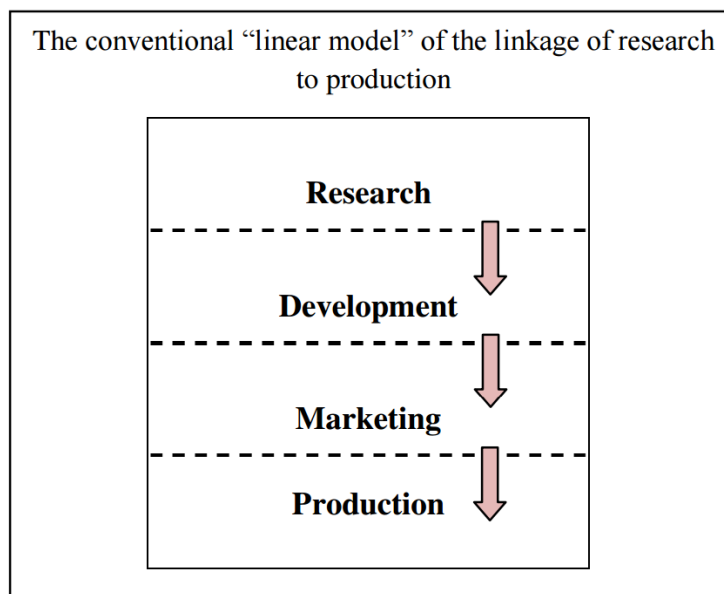 The conventional “linear model” of the linkage of research
to production
Research
Development
Marketing
Production